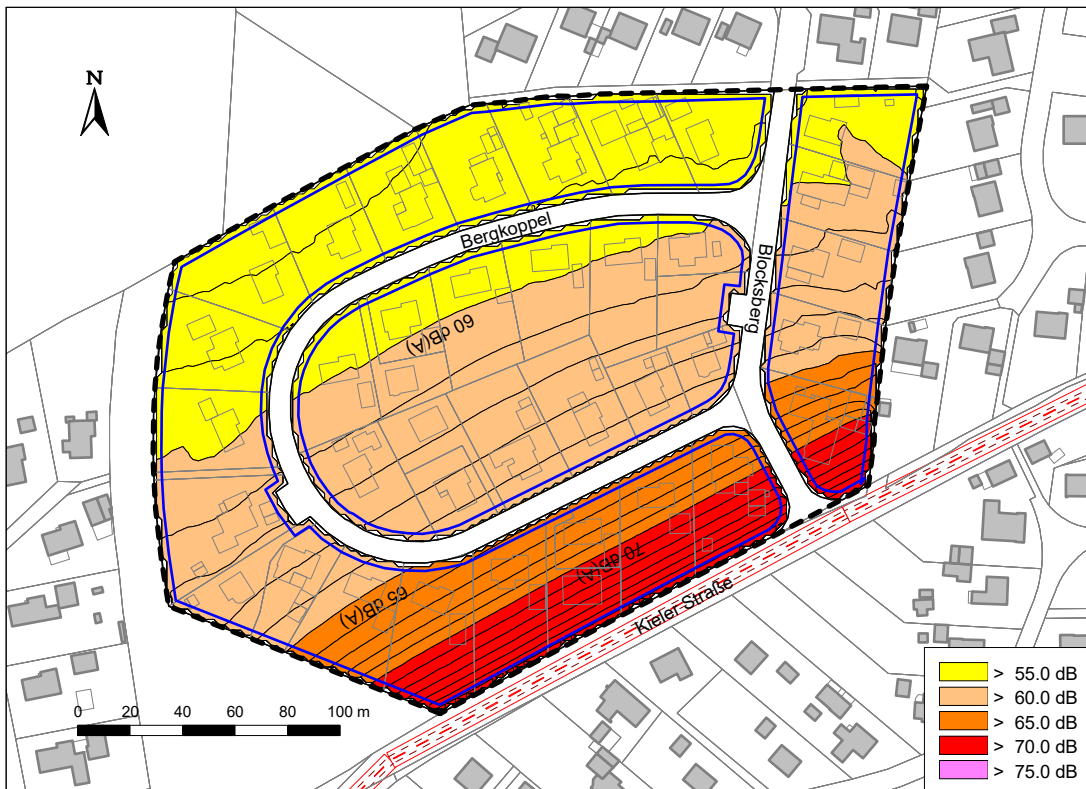 N
Bergkoppel
Blocksberg
60 dB(A)
65 dB(A)
70 dB(A)
Kieler Straße
0 20 40 60 80 100 m
> 55.0 dB
> 60.0 dB
> 65.0 dB
> 70.0 dB
> 75.0 dB